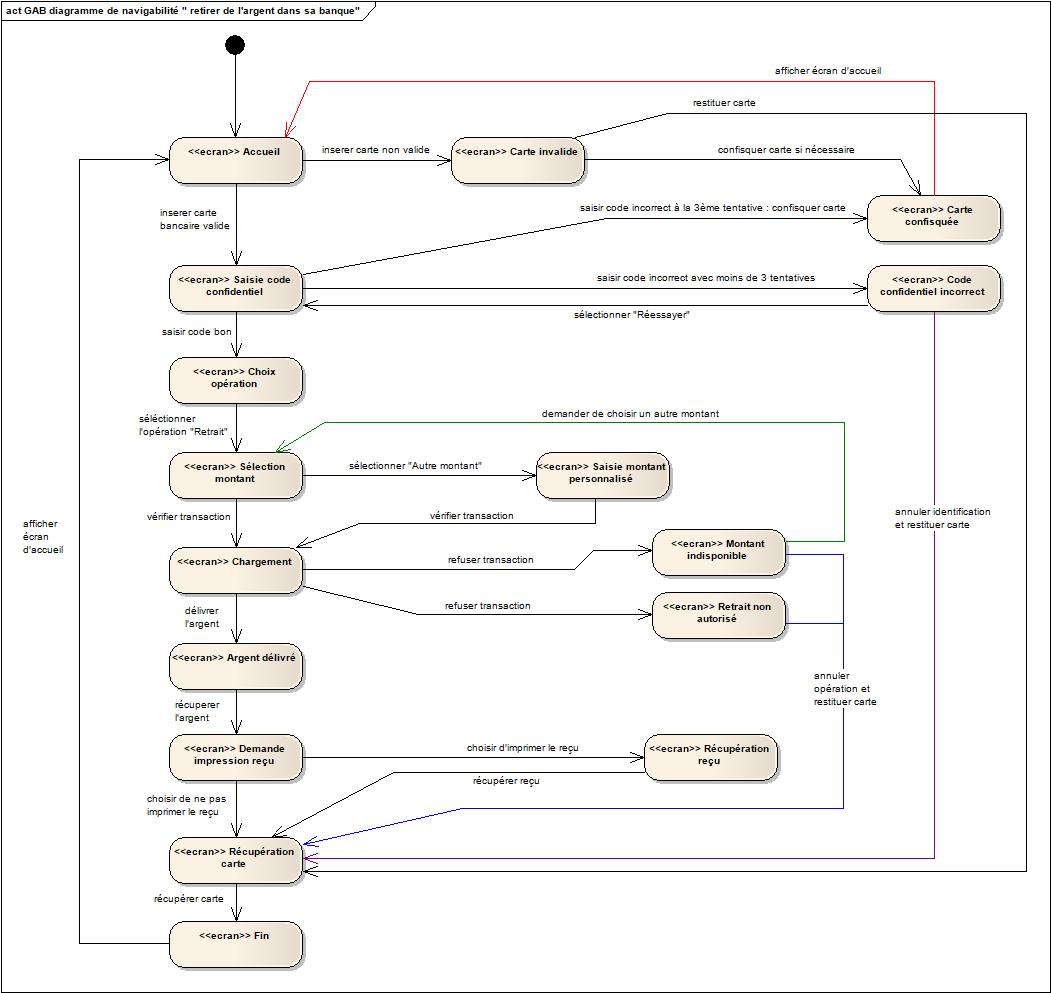 act GAB diagramme de navigabilité " retirer de l'argent dans sa banque"
afficher écran d'accueil
restituer carte
<<ecran>> Accueil
inserer carte non valide
<<ecran>> Carte invalide
confisquer carte si nécessaire
inserer carte
bancaire valide
saisir code incorrect à la 3ème tentative : confisquer carte
<<ecran>> Carte
confisquée
<<ecran>> Saisie code
confidentiel
saisir code incorrect avec moins de 3 tentatives
<<ecran>> Code
confidentiel incorrect
sélectionner "Réessayer"
saisir code bon
<<ecran>> Choix
opération
séléctionner
l'opération "Retrait"
demander de choisir un autre montant
<<ecran>> Sélection
montant
sélectionner "Autre montant"
<<ecran>> Saisie montant
personnalisé
vérifier transaction
vérifier transaction
annuler identification
et restituer carte
afficher
écran
d'accueil
<<ecran>> Chargement
refuser transaction
<<ecran>> Montant
indisponible
refuser transaction
<<ecran>> Retrait non
autorisé
délivrer
l'argent
<<ecran>> Argent délivré
annuler
opération et
restituer carte
récuperer
l'argent
<<ecran>> Demande
impression reçu
choisir d'imprimer le reçu
<<ecran>> Récupération
reçu
récupérer reçu
choisir de ne pas
imprimer le reçu
<<ecran>> Récupération
carte
récupérer carte
<<ecran>> Fin